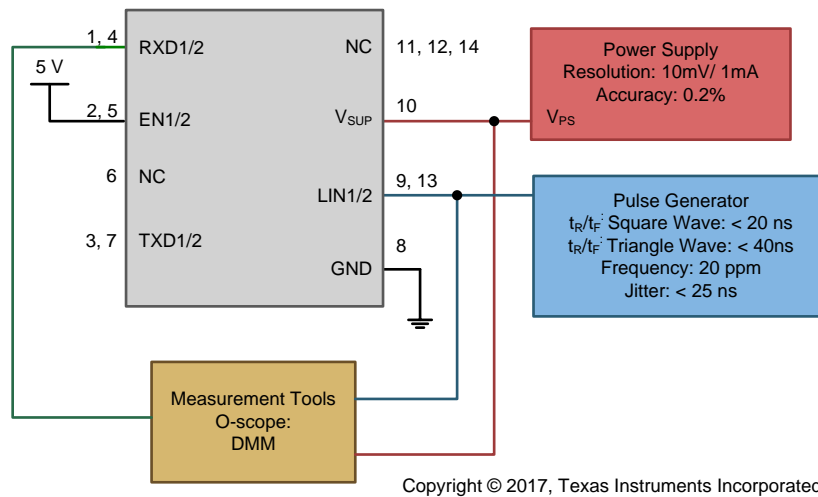 1, 4
RXD1/2
NC
11, 12, 14
5 V
2, 5
EN1/2
10
VSUP
6
NC
9, 13
LIN1/2
3, 7
TXD1/2
8
GND
Power Supply
Resolution: 10mV/ 1mA
Accuracy: 0.2%
VPS
Pulse Generator
tR/tF: Square Wave: < 20 ns
tR/tF: Triangle Wave: < 40ns
Frequency: 20 ppm
Jitter: < 25 ns
Measurement Tools
O-scope:
DMM
Copyright © 2017, Texas Instruments Incorporated